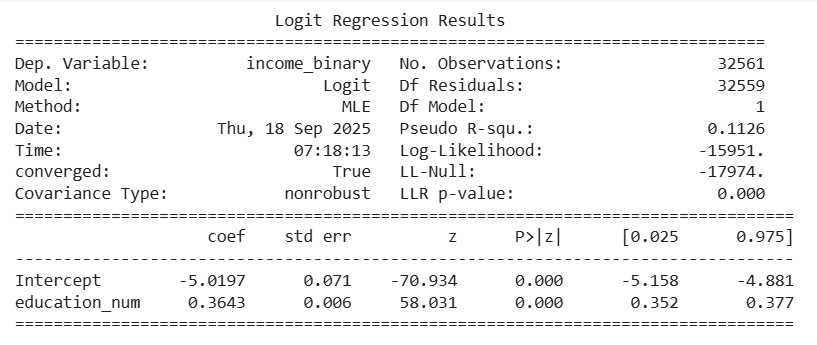 Logit Regression Results
==============================================================================
Dep. Variable: income_binary No. Observations: 32561
Model: Logit Df Residuals: 32559
Method: MLE Df Model: 1
Date: Thu, 18 Sep 2025 Pseudo R-squ.: 0.1126
Time: 07:18:13 Log-Likelihood: -15951.
converged: True LL-Null: -17974.
Covariance Type: nonrobust LLR p-value: 0.000
=================================================================================
coef std err z P>|z| [0.025 0.975]
---------------------------------------------------------------------------------
Intercept -5.0197 0.071 -70.934 0.000 -5.158 -4.881
education_num 0.3643 0.006 58.031 0.000 0.352 0.377
=================================================================================